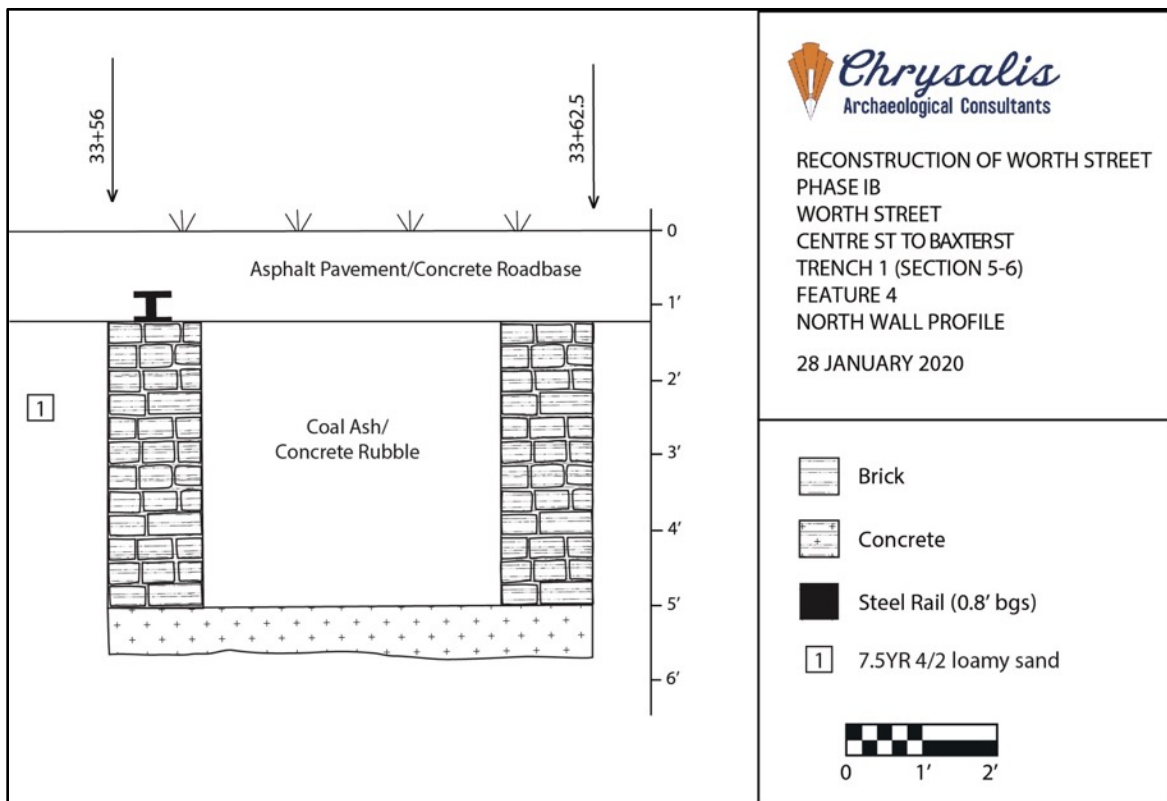 33+56
33+62.5
0
Asphalt Pavement/Concrete Roadbase
1'
2'
1
Coal Ash/
Concrete Rubble
3'
4'
5'
6'
Chrysalis
Archaeological Consultants
RECONSTRUCTION OF WORTH STREET
PHASE IB
WORTH STREET
CENTRE ST TO BAXTERST
TRENCH 1 (SECTION 5-6)
FEATURE 4
NORTH WALL PROFILE
28 JANUARY 2020
Brick
Concrete
Steel Rail (0.8' bgs)
1 7.5YR 4/2 loamy sand
0 1' 2'